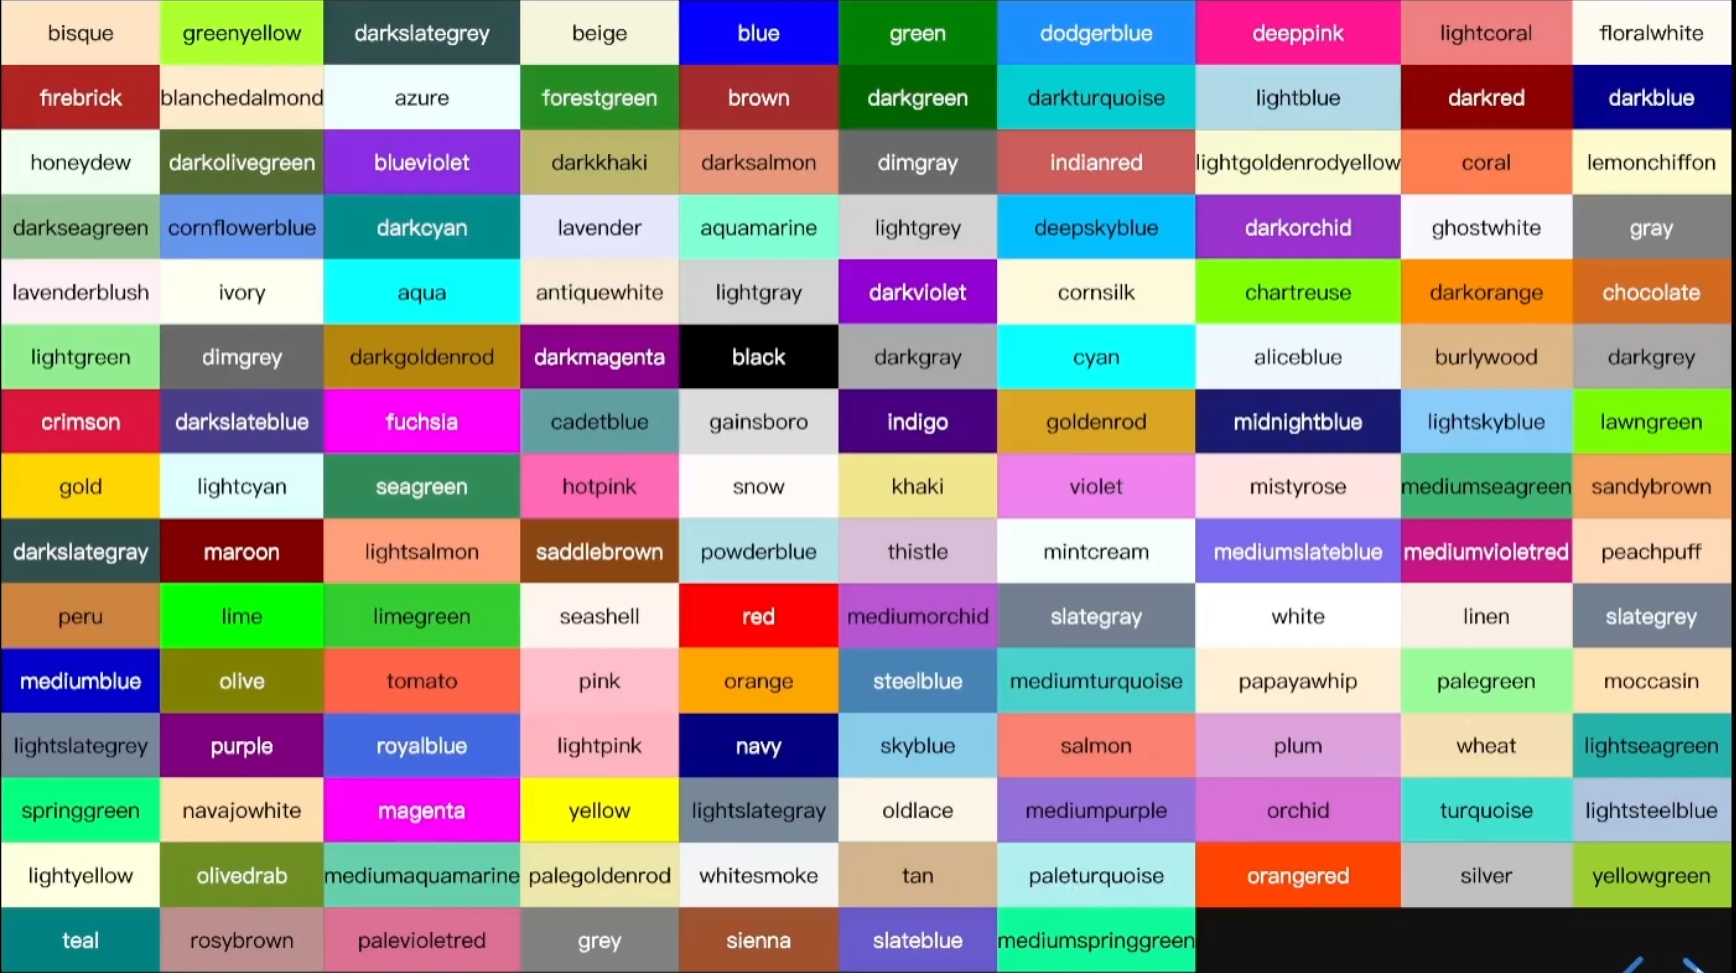 bisque greenyellow darkslategrey beige blue green dodgerblue deeppink lightcoral floralwhite
firebrick blanchedalmond azure forestgreen brown darkgreen darkturquoise lightblue darkred darkblue
honeydew darkolivegreen blueviolet darkkhaki darksalmon dimgray indianred lightgoldenrodyellow coral lemonchiffon
darkseagreen cornflowerblue darkcyan lavender aquamarine lightgrey deepskyblue darkorchid ghostwhite gray
lavenderblush ivory aqua antiquewhite lightgray darkviolet cornsilk chartreuse darkorange chocolate
lightgreen dimgrey darkgoldenrod darkmagenta black darkgray cyan aliceblue burlywood darkgrey
crimson darkslateblue fuchsia cadetblue gainsboro indigo goldenrod midnightblue lightskyblue lawngreen
gold lightcyan seagreen hotpink snow khaki violet mistyrose mediumseagreen sandybrown
darkslategray maroon lightsalmon saddlebrown powderblue thistle mintcream mediumslateblue mediumvioletred peachpuff
peru lime limegreen seashell red mediumorchid slategray white linen slategrey
mediumblue olive tomato pink orange steelblue mediumturquoise papayawhip palegreen moccasin
lightslategrey purple royalblue lightpink navy skyblue salmon plum wheat lightseagreen
springgreen navajowhite magenta yellow lightslategray oldlace mediumpurple orchid turquoise lightsteelblue
lightyellow olivedrab mediumaquamarine palegoldenrod whitesmoke tan paleturquoise orangered silver yellowgreen
teal rosybrown palevioletred grey sienna slateblue mediumspringgreen